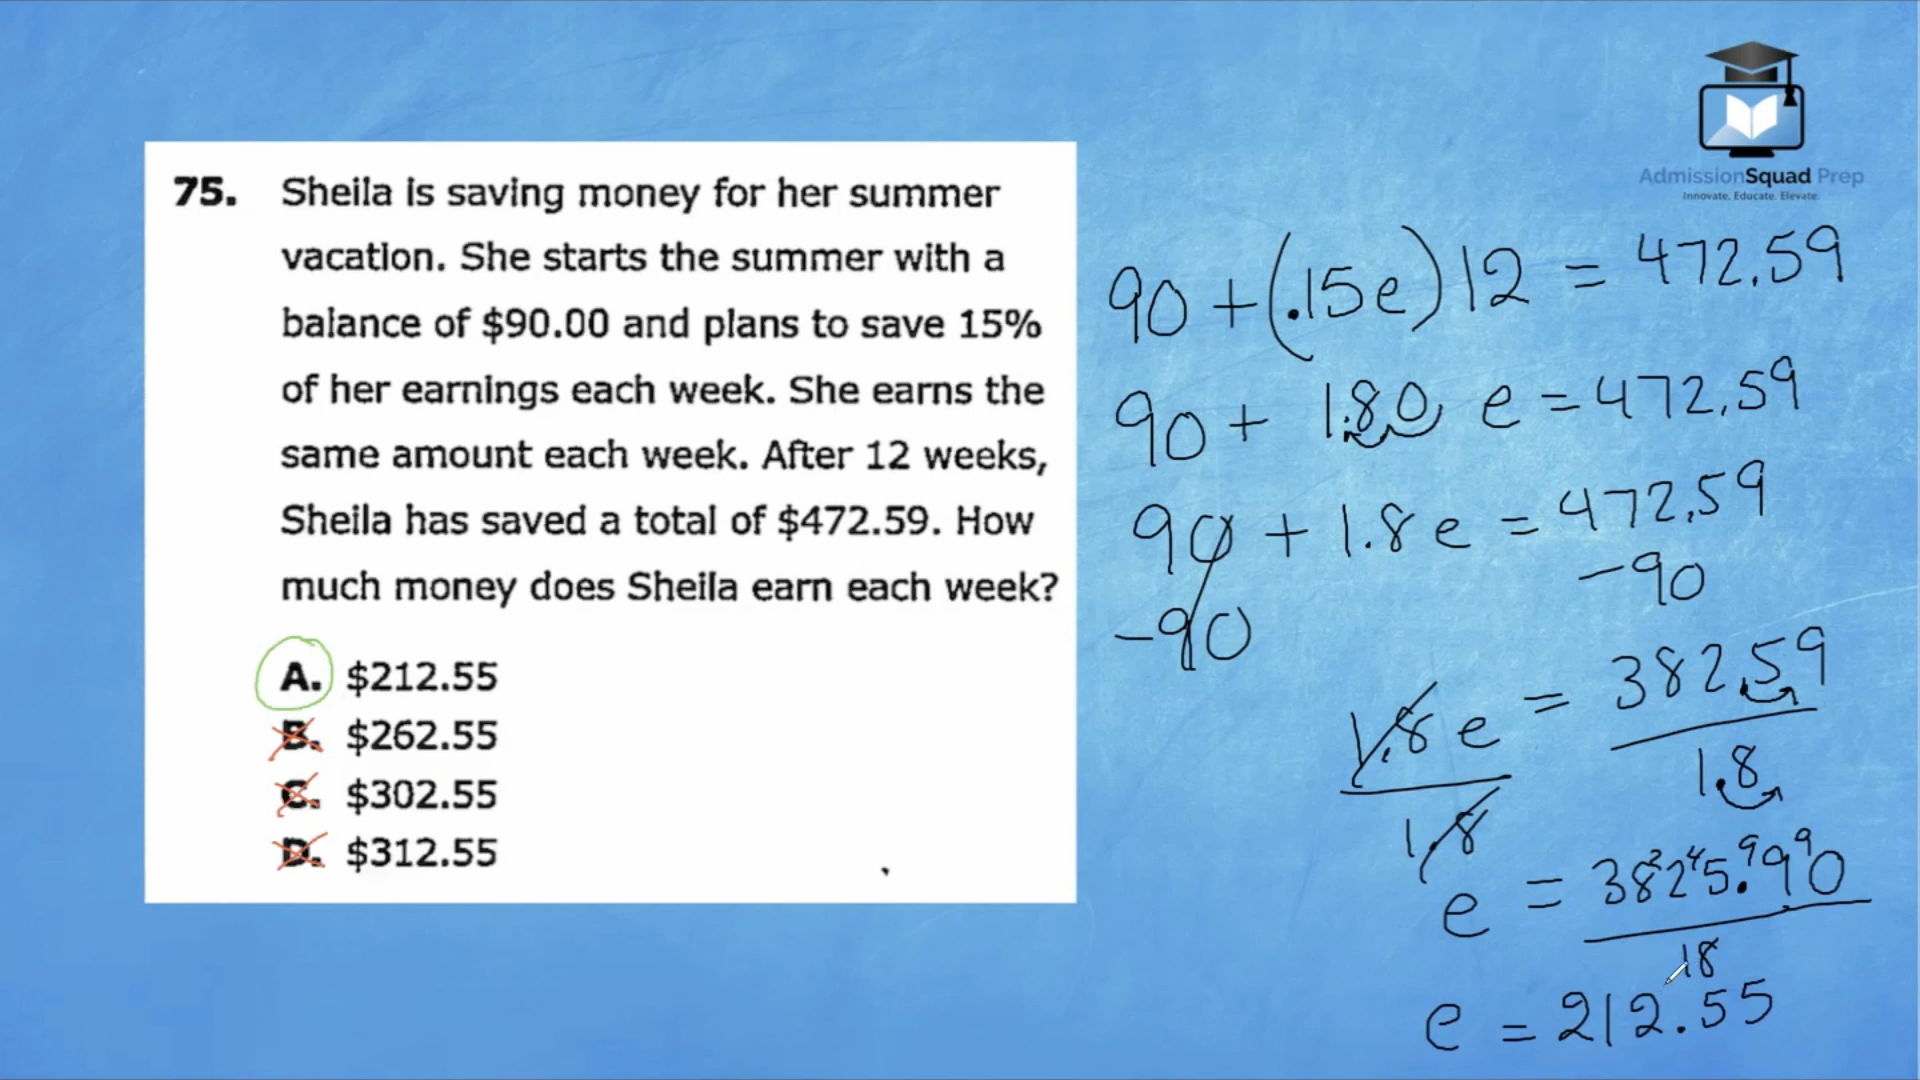 AdmissionSquad Prep
Innovate. Educate. Elevate.
75. Sheila is saving money for her summer
vacation. She starts the summer with a
balance of $90.00 and plans to save 15%
of her earnings each week. She earns the
same amount each week. After 12 weeks,
Sheila has saved a total of $472.59. How
much money does Sheila earn each week?
A. $212.55
B. $262.55
C. $302.55
D. $312.55
90 + (.15e)12 = 472.59
90 + 1.80 e = 472.59
90 + 1.8e = 472.59
-90 -90
1.8e = 382.59
1.8 1.8
e = 38²2⁴5.⁹9⁹0
18
e = 212.55